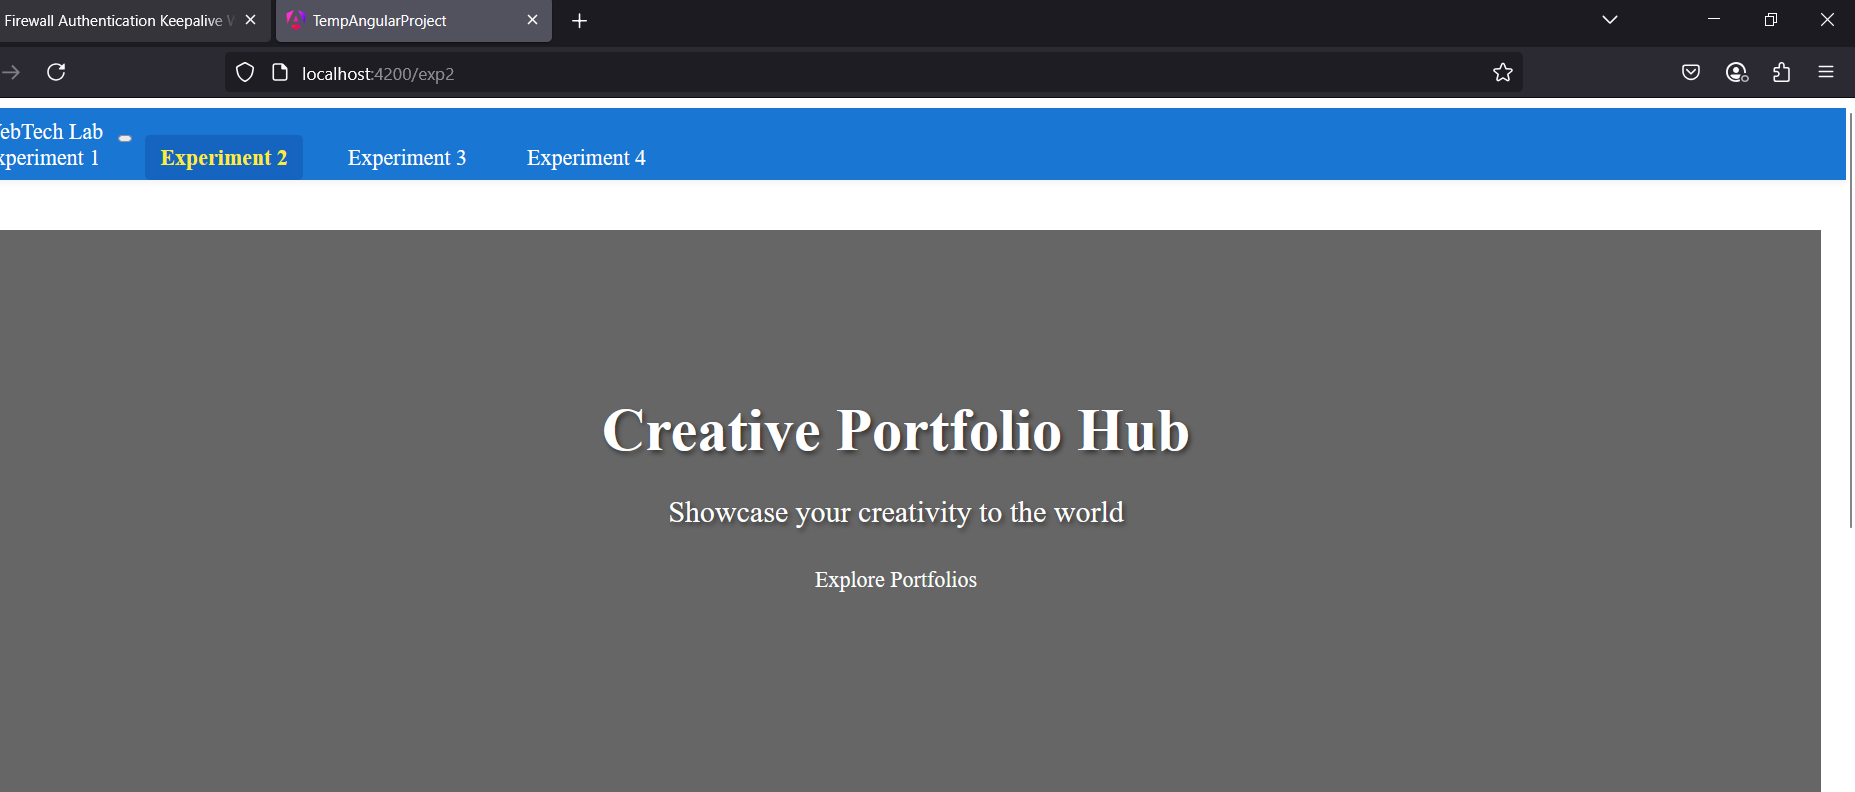 Firewall Authentication Keepalive
TempAngularProject
localhost:4200/exp2
ebTech Lab
xperiment 1
Experiment 2
Experiment 3
Experiment 4
Creative Portfolio Hub
Showcase your creativity to the world
Explore Portfolios